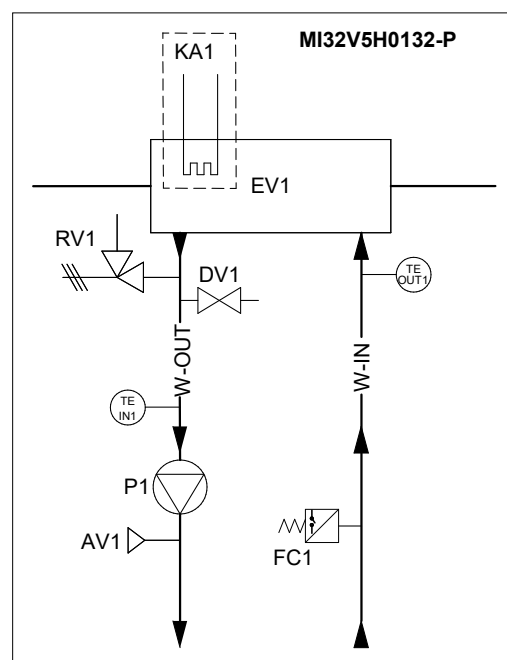 MI32V5H0132-P
KA1
EV1
RV1
DV1
TE
OUT1
W-OUT
W-IN
TE
IN1
P1
AV1
FC1